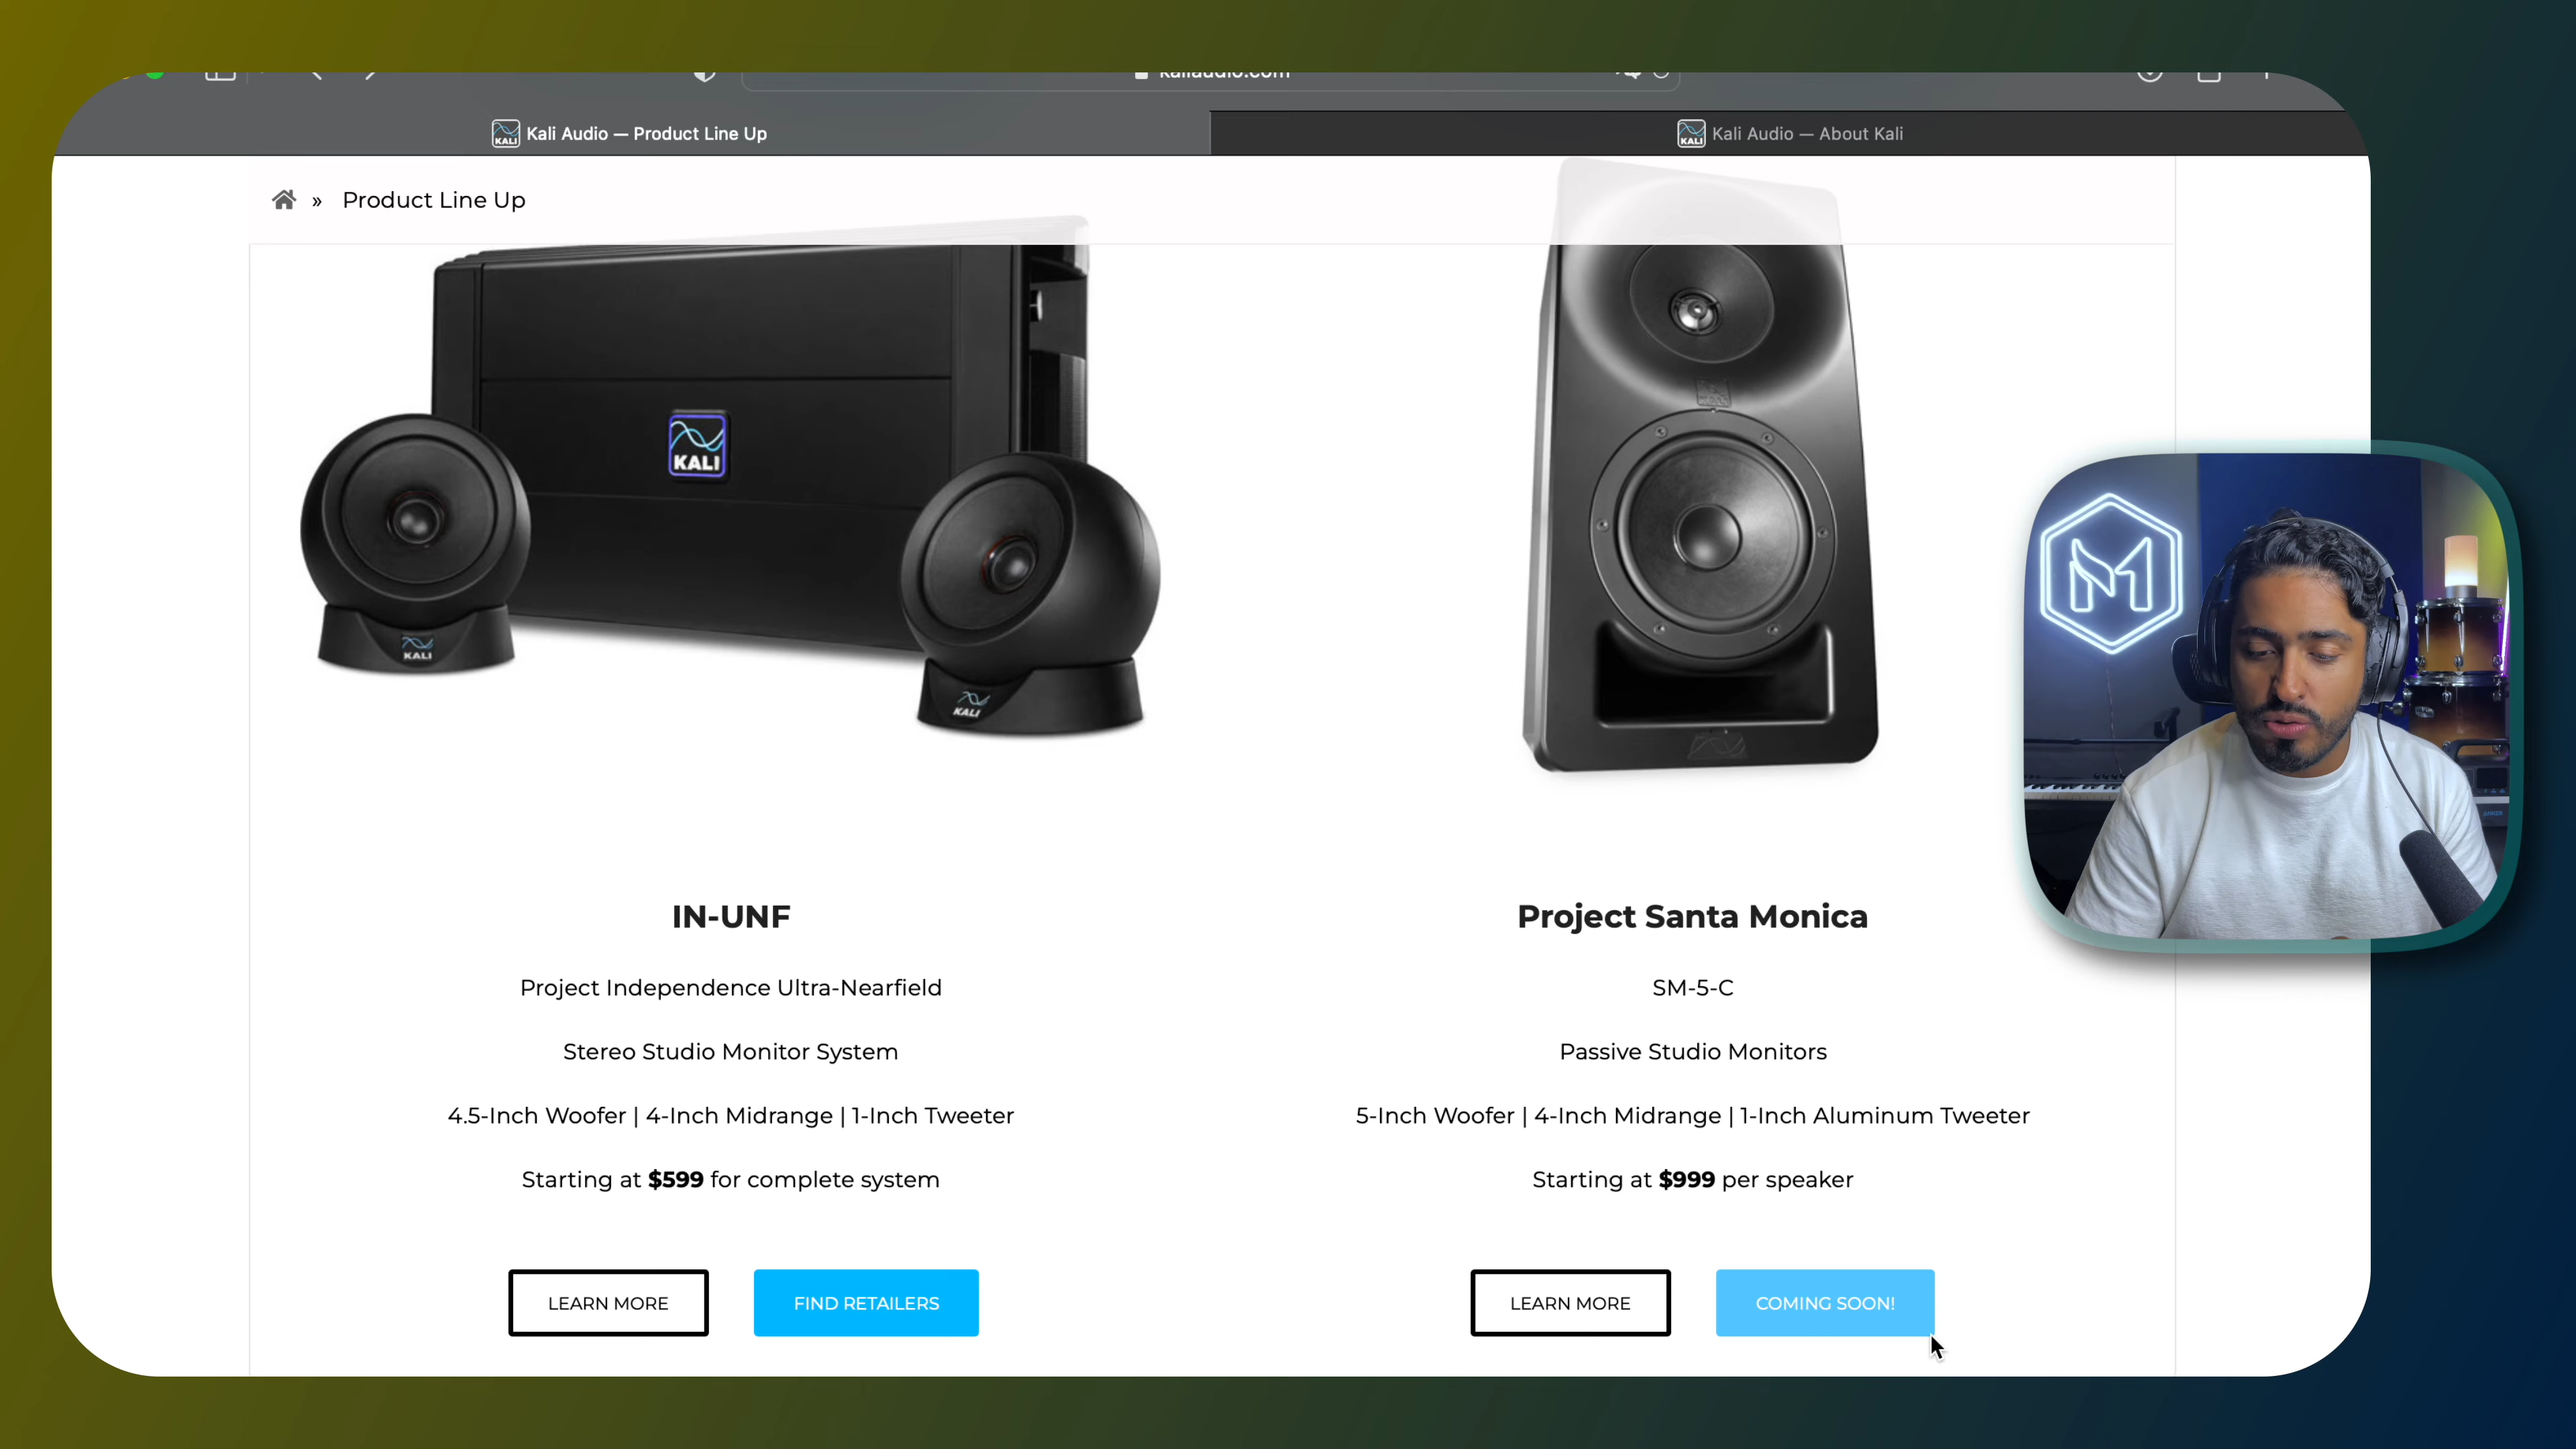 kaliaudio.com
Kali Audio — Product Line Up
Kali Audio — About Kali
» Product Line Up
KALI
KALI
KALI
IN-UNF
Project Independence Ultra-Nearfield
Stereo Studio Monitor System
4.5-Inch Woofer | 4-Inch Midrange | 1-Inch Tweeter
Starting at $599 for complete system
LEARN MORE
FIND RETAILERS
Project Santa Monica
SM-5-C
Passive Studio Monitors
5-Inch Woofer | 4-Inch Midrange | 1-Inch Aluminum Tweeter
Starting at $999 per speaker
LEARN MORE
COMING SOON!
M